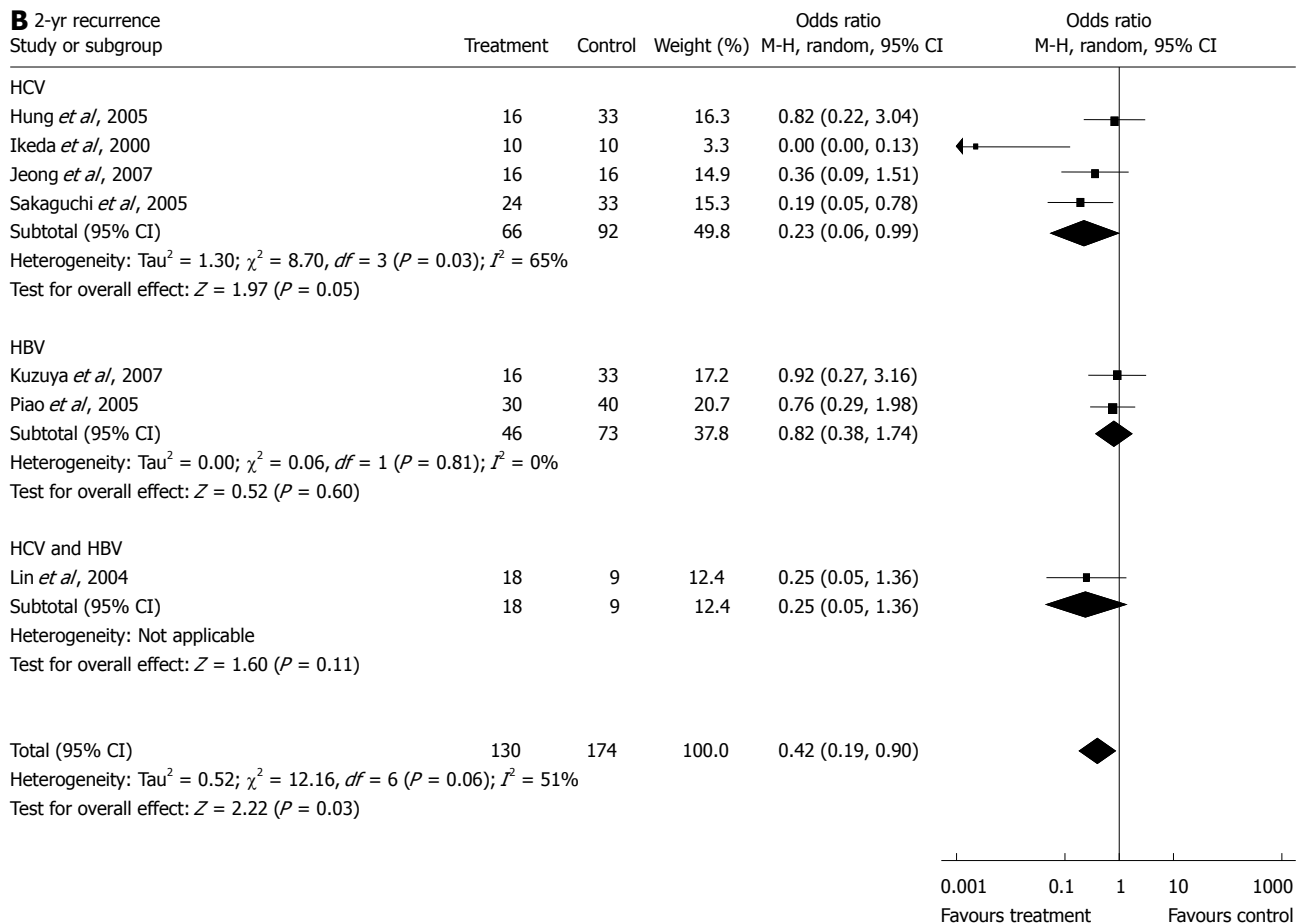 B 2-yr recurrence Odds ratio Odds ratio
Study or subgroup Treatment Control Weight (%) M-H, random, 95% CI M-H, random, 95% CI
HCV
Hung et al, 2005 16 33 16.3 0.82 (0.22, 3.04)
Ikeda et al, 2000 10 10 3.3 0.00 (0.00, 0.13)
Jeong et al, 2007 16 16 14.9 0.36 (0.09, 1.51)
Sakaguchi et al, 2005 24 33 15.3 0.19 (0.05, 0.78)
Subtotal (95% CI) 66 92 49.8 0.23 (0.06, 0.99)
Heterogeneity: Tau² = 1.30; χ² = 8.70, df = 3 (P = 0.03); I² = 65%
Test for overall effect: Z = 1.97 (P = 0.05)
HBV
Kuzuya et al, 2007 16 33 17.2 0.92 (0.27, 3.16)
Piao et al, 2005 30 40 20.7 0.76 (0.29, 1.98)
Subtotal (95% CI) 46 73 37.8 0.82 (0.38, 1.74)
Heterogeneity: Tau² = 0.00; χ² = 0.06, df = 1 (P = 0.81); I² = 0%
Test for overall effect: Z = 0.52 (P = 0.60)
HCV and HBV
Lin et al, 2004 18 9 12.4 0.25 (0.05, 1.36)
Subtotal (95% CI) 18 9 12.4 0.25 (0.05, 1.36)
Heterogeneity: Not applicable
Test for overall effect: Z = 1.60 (P = 0.11)
Total (95% CI) 130 174 100.0 0.42 (0.19, 0.90)
Heterogeneity: Tau² = 0.52; χ² = 12.16, df = 6 (P = 0.06); I² = 51%
Test for overall effect: Z = 2.22 (P = 0.03)
0.001 0.1 1 10 1000
Favours treatment Favours control